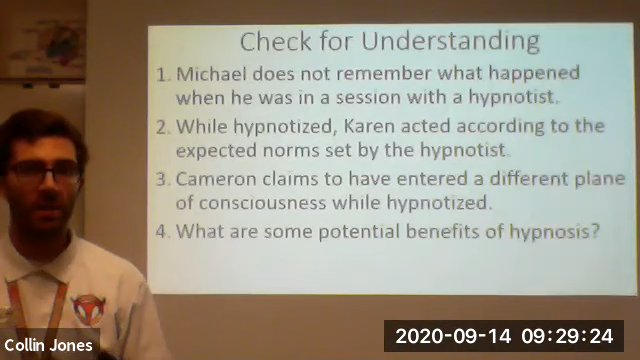 Check for Understanding
1. Michael does not remember what happened
when he was in a session with a hypnotist.
2. While hypnotized, Karen acted according to the
expected norms set by the hypnotist.
3. Cameron claims to have entered a different plane
of consciousness while hypnotized.
4. What are some potential benefits of hypnosis?
Collin Jones
2020-09-14 09:29:24